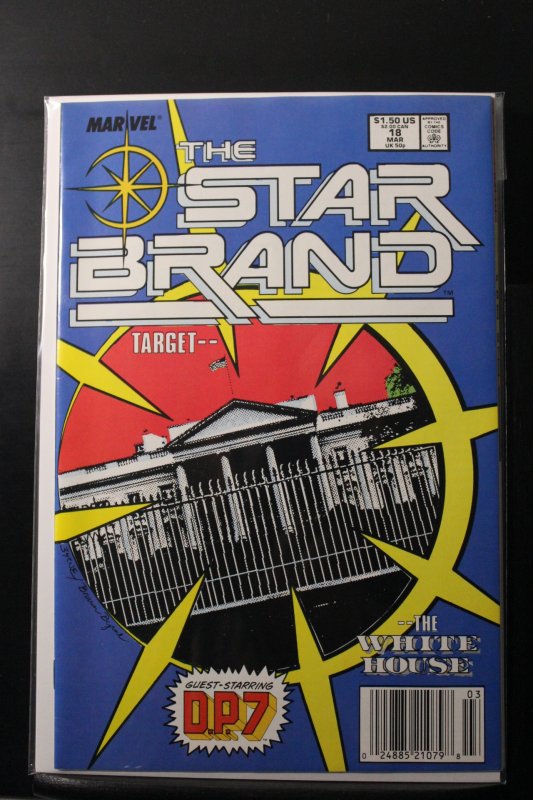 MARVEL®
$1.50 US
$2.00 CAN
18
MAR
UK 50p
APPROVED
BY THE
COMICS
CODE
AUTHORITY
THE
STAR
BRAND
TM
TARGET--
--THE
WHITE
HOUSE
GUEST-STARRING
D.P.7
03
0 24885 21079 8